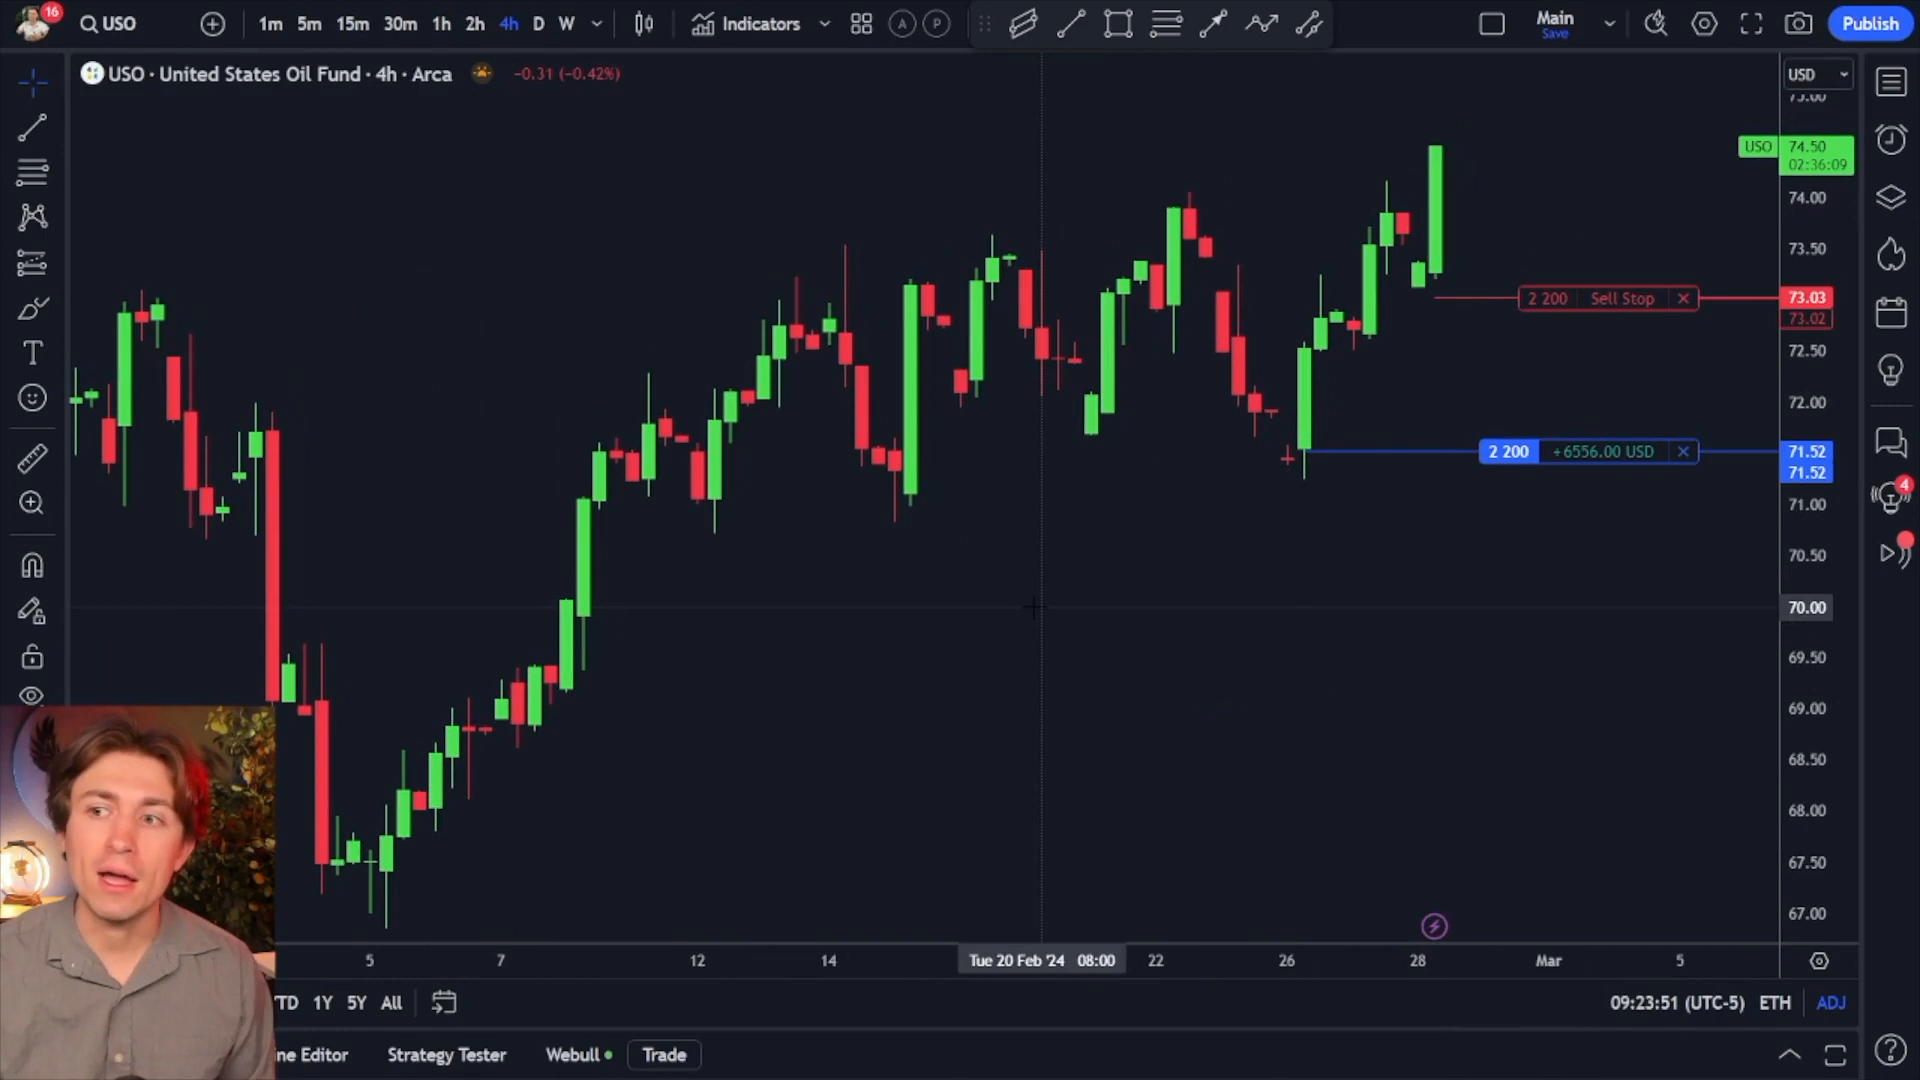 16
USO
1m 5m 15m 30m 1h 2h 4h D W
Indicators
A P
Main
Save
Publish
USO · United States Oil Fund · 4h · Arca
−0.31 (−0.42%)
USD
75.00
USO 74.50
02:36:09
74.00
73.50
2 200 Sell Stop
73.03
73.02
72.50
72.00
2 200 +6556.00 USD
71.52
71.52
71.00
70.50
70.00
69.50
69.00
68.50
68.00
67.50
67.00
4
5 7 12 14 Tue 20 Feb '24 08:00 22 26 28 Mar 5
TD 1Y 5Y All
09:23:51 (UTC-5) ETH ADJ
ne Editor Strategy Tester Webull Trade